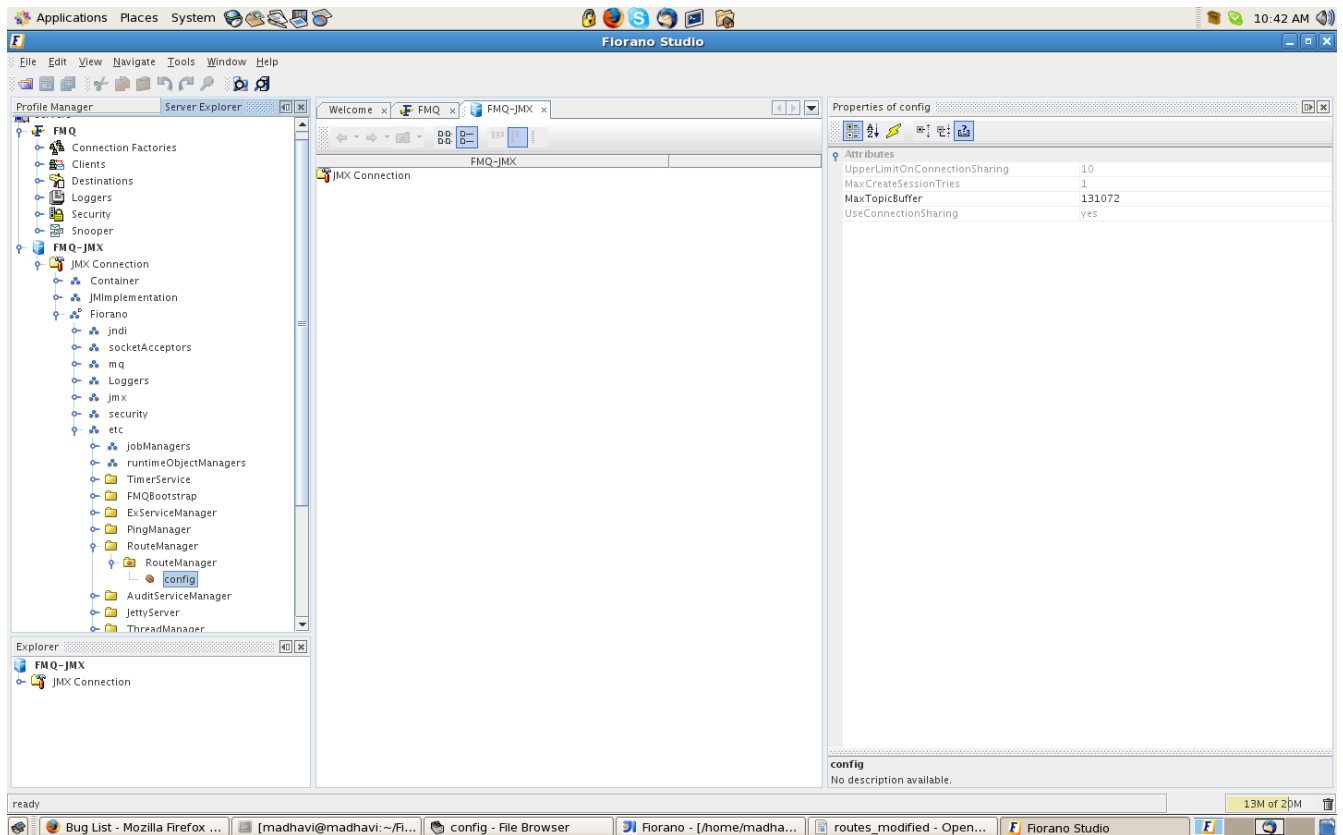 Applications Places System 10:42 AM
Fiorano Studio
File Edit View Navigate Tools Window Help
Profile Manager Server Explorer
FMQ
Connection Factories
Clients
Destinations
Loggers
Security
Snooper
FMQ-JMX
JMX Connection
Container
JMImplementation
Fiorano
jndi
socketAcceptors
mq
Loggers
jmx
security
etc
jobManagers
runtimeObjectManagers
TimerService
FMQBootstrap
ExServiceManager
PingManager
RouteManager
RouteManager
config
AuditServiceManager
JettyServer
ThreadManager
Explorer
FMQ-JMX
JMX Connection
Welcome FMQ FMQ-JMX
FMQ-JMX
JMX Connection
Properties of config
Attributes
UpperLimitOnConnectionSharing 10
MaxCreateSessionTries 1
MaxTopicBuffer 131072
UseConnectionSharing yes
config
No description available.
ready 13M of 20M
Bug List - Mozilla Firefox ... [madhavi@madhavi:~/Fi... config - File Browser Fiorano - [/home/madha... routes_modified - Open... Fiorano Studio